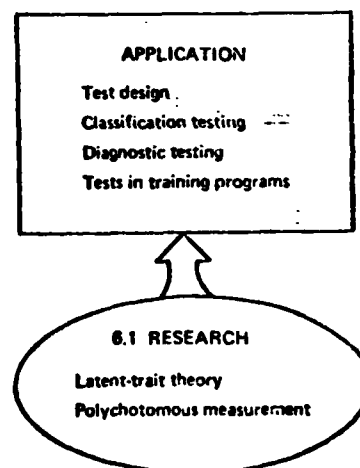 APPLICATION
Test design
Classification testing
Diagnostic testing
Tests in training programs
6.1 RESEARCH
Latent-trait theory
Polychotomous measurement